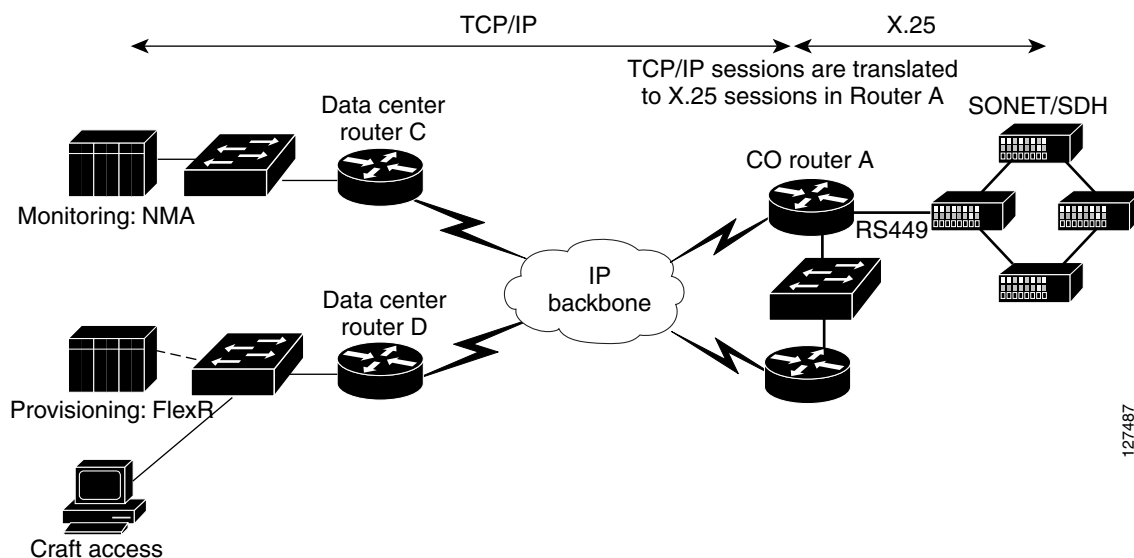 TCP/IP
X.25
TCP/IP sessions are translated
to X.25 sessions in Router A
SONET/SDH
Data center
router C
CO router A
Monitoring: NMA
RS449
IP
backbone
Data center
router D
Provisioning: FlexR
Craft access
127487